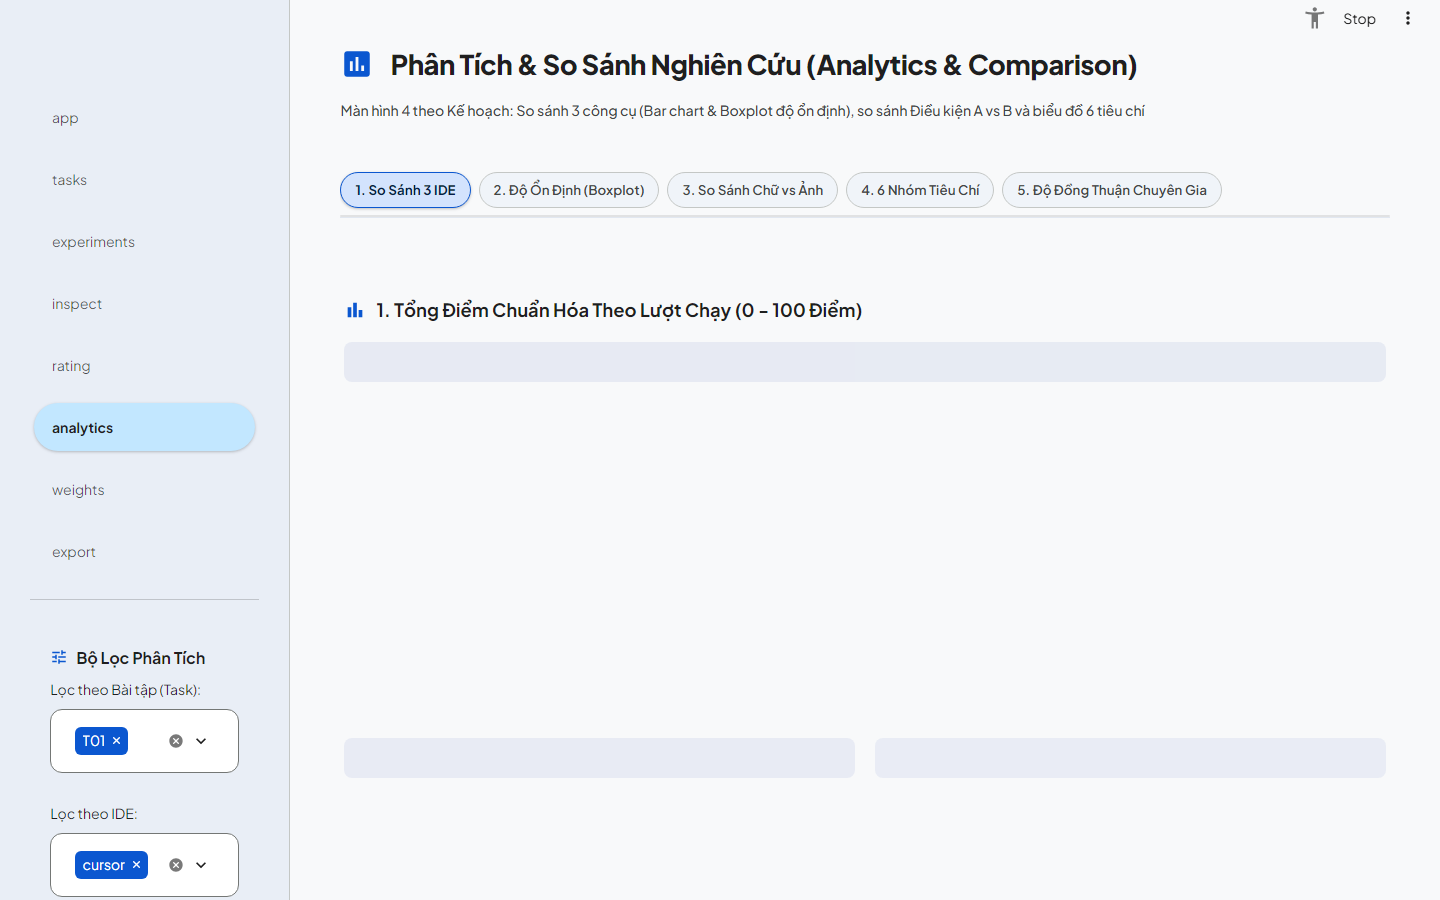 Stop
app
tasks
experiments
inspect
rating
analytics
weights
export
Bộ Lọc Phân Tích
Lọc theo Bài tập (Task):
T01
Lọc theo IDE:
cursor
Phân Tích & So Sánh Nghiên Cứu (Analytics & Comparison)
Màn hình 4 theo Kế hoạch: So sánh 3 công cụ (Bar chart & Boxplot độ ổn định), so sánh Điều kiện A vs B và biểu đồ 6 tiêu chí
1. So Sánh 3 IDE
2. Độ Ổn Định (Boxplot)
3. So Sánh Chữ vs Ảnh
4. 6 Nhóm Tiêu Chí
5. Độ Đồng Thuận Chuyên Gia
1. Tổng Điểm Chuẩn Hóa Theo Lượt Chạy (0 - 100 Điểm)